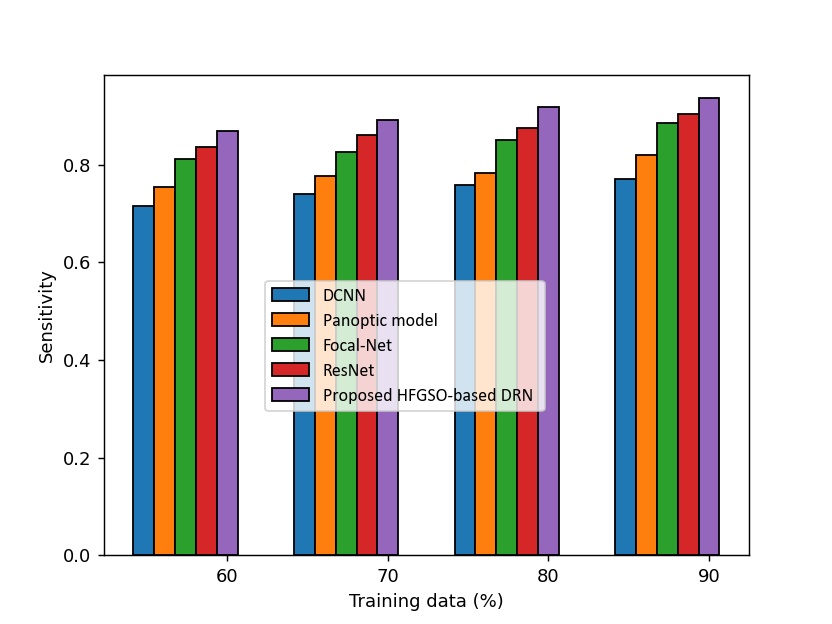 0.8
0.6
0.4
0.2
0.0
Sensitivity
DCNN
Panoptic model
Focal-Net
ResNet
Proposed HFGSO-based DRN
60 70 80 90
Training data (%)